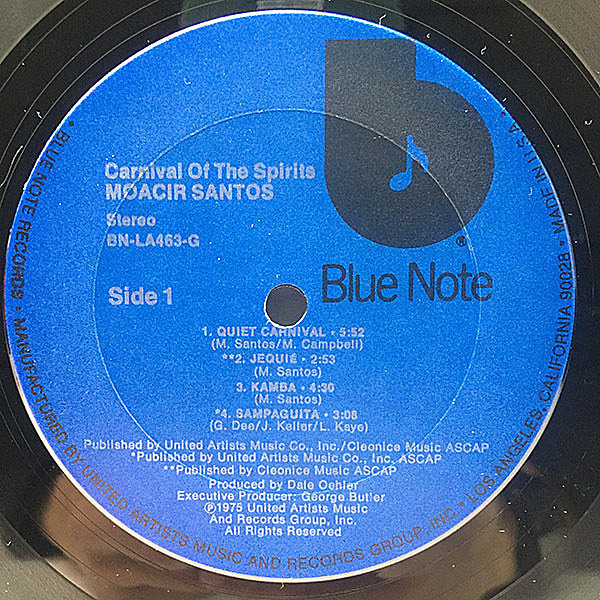 Carnival Of The Spirits
MOACIR SANTOS
Stereo
BN-LA463-G
Side 1
®
Blue Note
1. QUIET CARNIVAL • 5:52
(M. Santos/M. Campbell)
**2. JEQUIÉ • 2:53
(M. Santos)
3. KAMBA • 4:30
(M. Santos)
*4. SAMPAGUITA • 3:08
(G. Dee/J. Keller/L. Kaye)
Published by United Artists Music Co., Inc./Cleonice Music ASCAP
*Published by United Artists Music Co., Inc. ASCAP
**Published by Cleonice Music ASCAP
Produced by Dale Oehler
Executive Producer: George Butler
℗1975 United Artists Music
And Records Group, Inc.
All Rights Reserved
• BLUE NOTE RECORDS • MANUFACTURED BY UNITED ARTISTS MUSIC AND RECORDS GROUP, INC. • LOS ANGELES, CALIFORNIA 90028 • MADE IN U.S.A. •